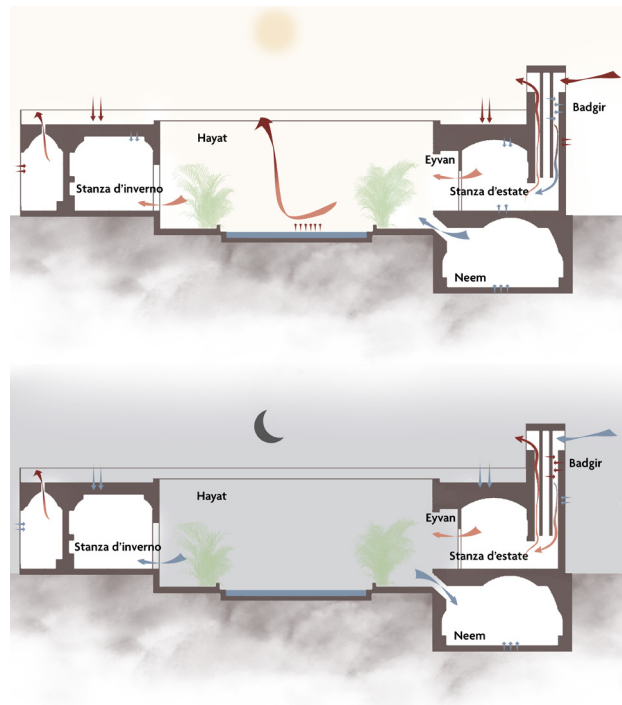 Badgir
Hayat
Eyvan
Stanza d'inverno
Stanza d'estate
Neem
Badgir
Hayat
Eyvan
Stanza d'inverno
Stanza d'estate
Neem